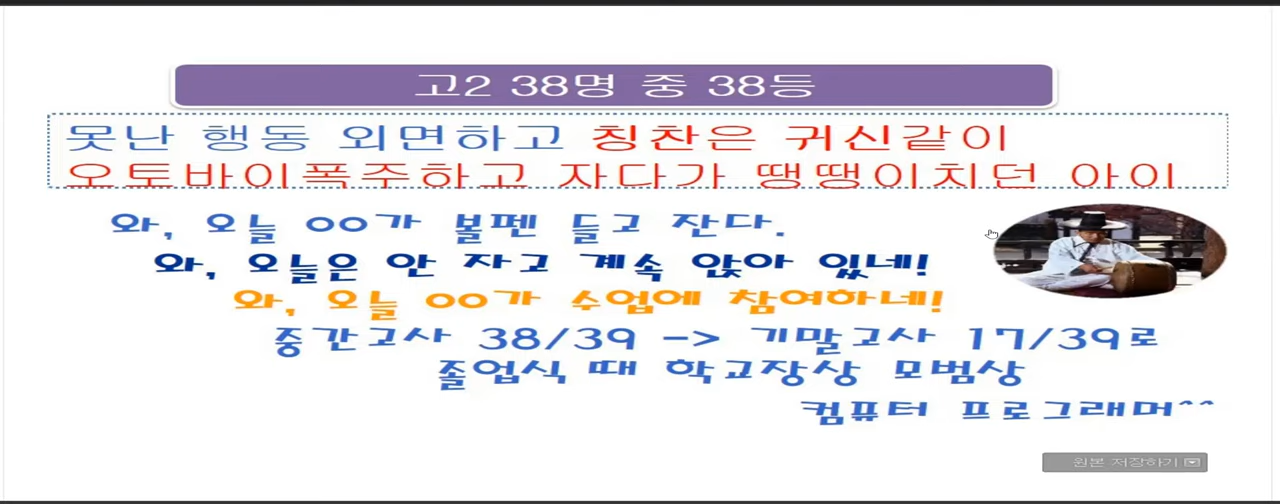 고2 38명 중 38등
못난 행동 외면하고 칭찬은 귀신같이
오토바이폭주하고 자다가 땡땡이치던 아이
와, 오늘 OO가 볼펜 들고 잔다.
와, 오늘은 안 자고 계속 앉아 있네!
와, 오늘 OO가 수업에 참여하네!
중간고사 38/39 -> 기말고사 17/39로
졸업식 때 학교장상 모범상
컴퓨터 프로그래머^^
원본 저장하기